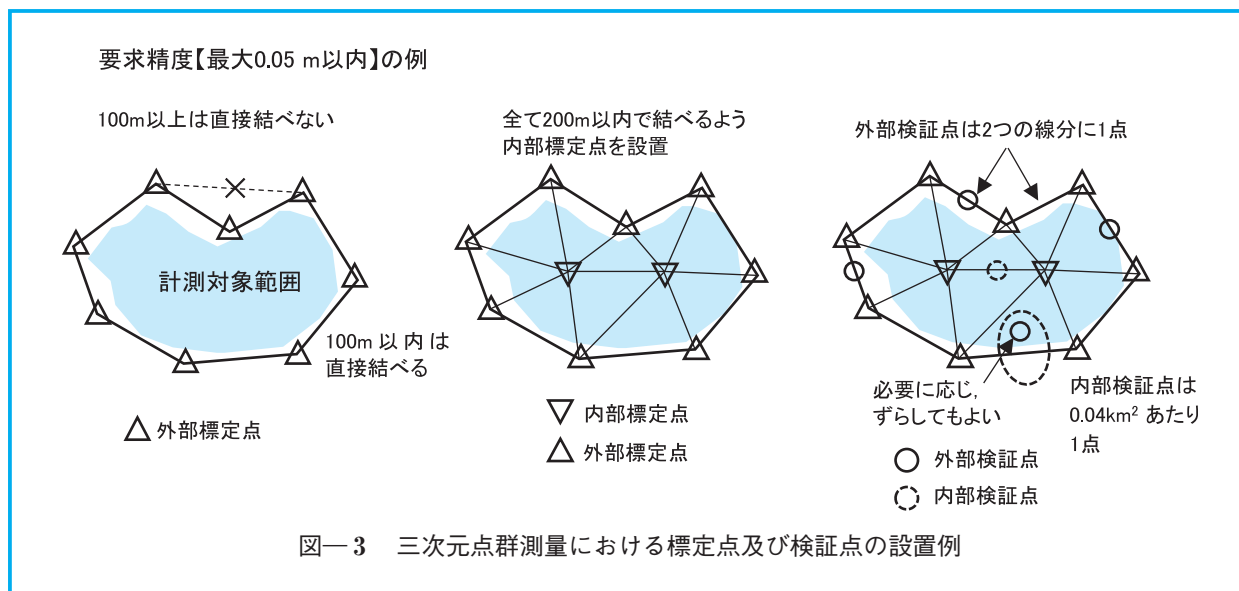 要求精度【最大0.05 m以内】の例
100m以上は直接結べない
計測対象範囲
100m 以 内 は
直接結べる
△ 外部標定点
全て200m以内で結べるよう
内部標定点を設置
▽ 内部標定点
△ 外部標定点
外部検証点は2つの線分に1点
必要に応じ,
ずらしてもよい
内部検証点は
0.04km² あたり
1点
○ 外部検証点
内部検証点
図―3 三次元点群測量における標定点及び検証点の設置例